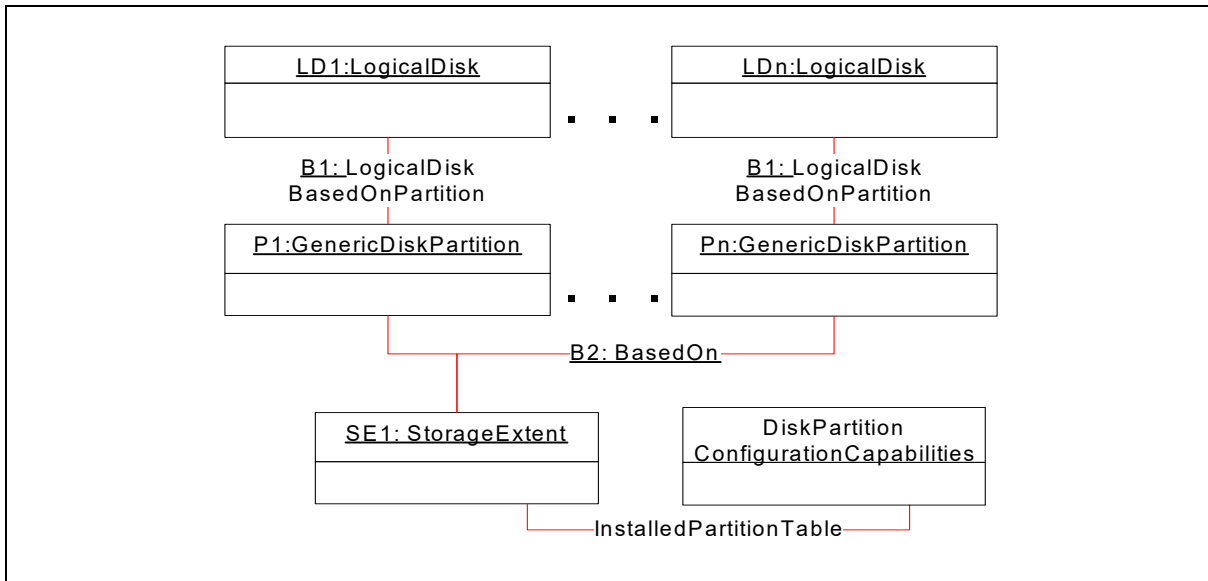 LD1:LogicalDisk
LDn:LogicalDisk
B1: LogicalDisk
BasedOnPartition
B1: LogicalDisk
BasedOnPartition
P1:GenericDiskPartition
Pn:GenericDiskPartition
B2: BasedOn
SE1: StorageExtent
DiskPartition
ConfigurationCapabilities
InstalledPartitionTable